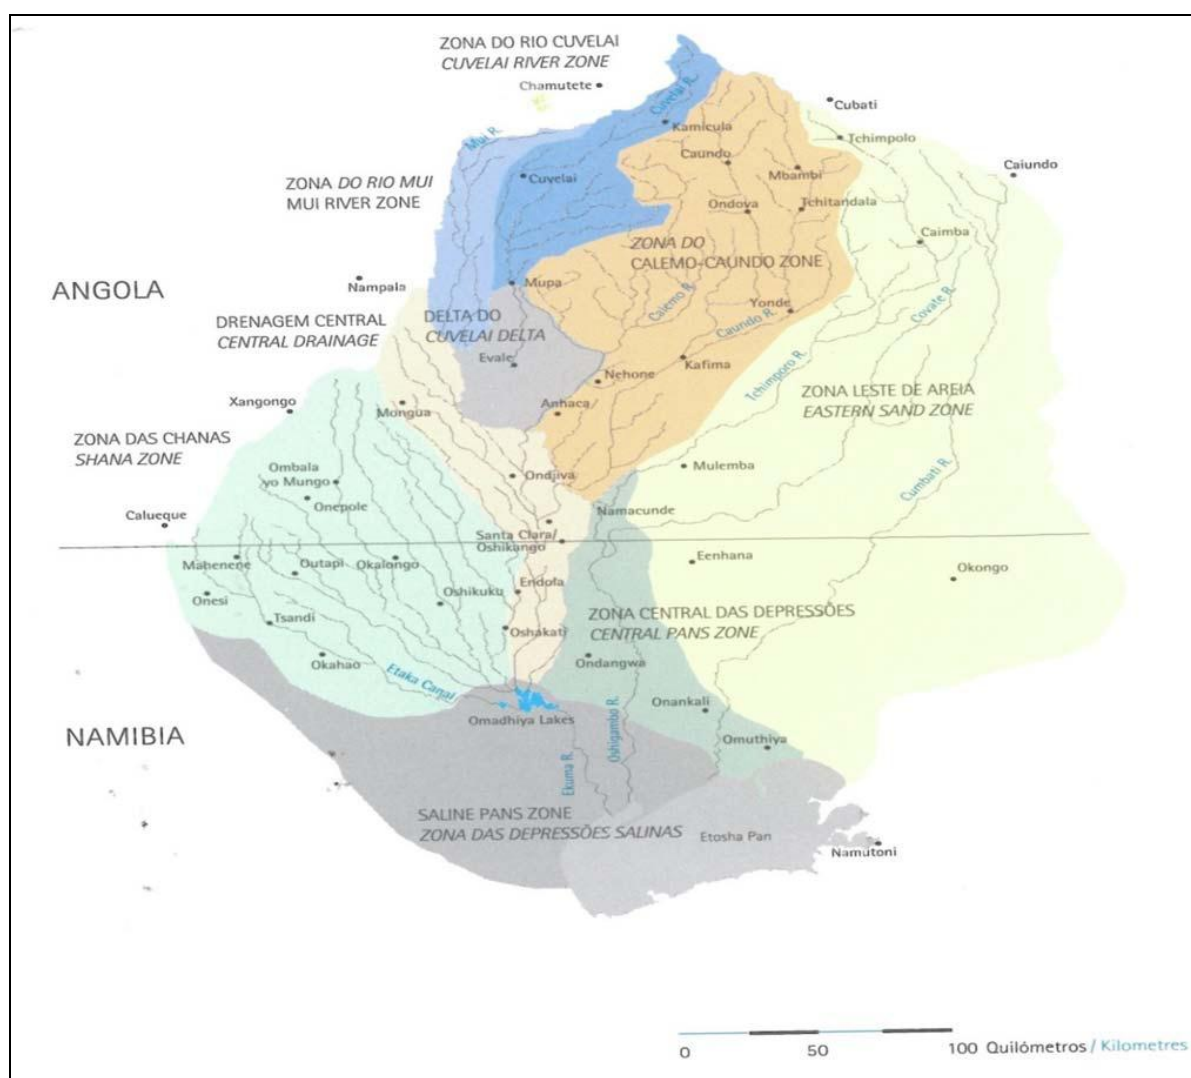 ZONA DO RIO CUVELAI
CUVELAI RIVER ZONE
Chamutete
Cuvelai R.
Cubati
Kamicula
Tchimpolo
Mui R.
Caundo
Mbambi
Caiundo
ZONA DO RIO MUI
MUI RIVER ZONE
Cuvelai
Ondova
Tchitandala
Caimba
ZONA DO
CALEMO-CAUNDO ZONE
ANGOLA
Nampala
Mupa
Calemo R.
Yonde
Covate R.
DRENAGEM CENTRAL
CENTRAL DRAINAGE
DELTA DO
CUVELAI DELTA
Caundo R.
Evale
Nehone
Kafima
Tchimporo R.
ZONA LESTE DE AREIA
EASTERN SAND ZONE
Xangongo
Mongua
Anhaca
ZONA DAS CHANAS
SHANA ZONE
Ombala
yo Mungo
Onepole
Ondjiva
Mulemba
Cumbati R.
Calueque
Namacunde
Santa Clara/
Oshikango
Mahenene
Outapi
Okalongo
Eenhana
Okongo
Onesi
Oshikuku
Endola
Tsandi
Oshakati
ZONA CENTRAL DAS DEPRESSÕES
CENTRAL PANS ZONE
Okahao
Ondangwa
Etaka Canal
Omadhiya Lakes
Onankali
NAMIBIA
Omuthiya
Ekuma R.
Oshigambo R.
SALINE PANS ZONE
ZONA DAS DEPRESSÕES SALINAS
Etosha Pan
Namutoni
0 50 100 Quilómetros / Kilometres